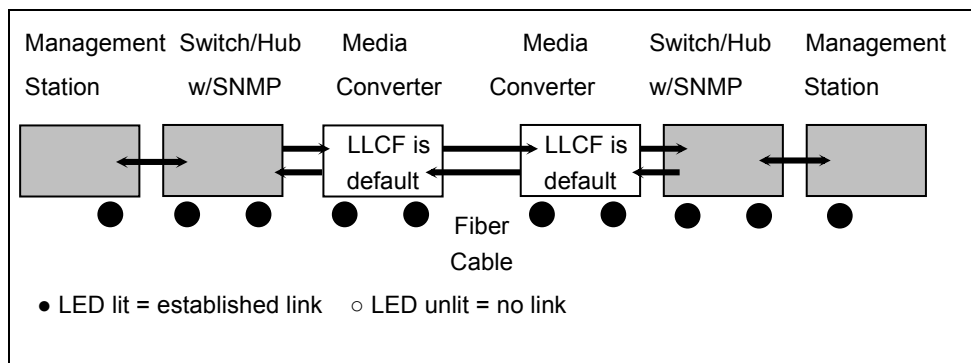 Management Switch/Hub Media Media Switch/Hub Management
Station w/SNMP Converter Converter w/SNMP Station
LLCF is LLCF is
default default
Fiber
Cable
● LED lit = established link ○ LED unlit = no link